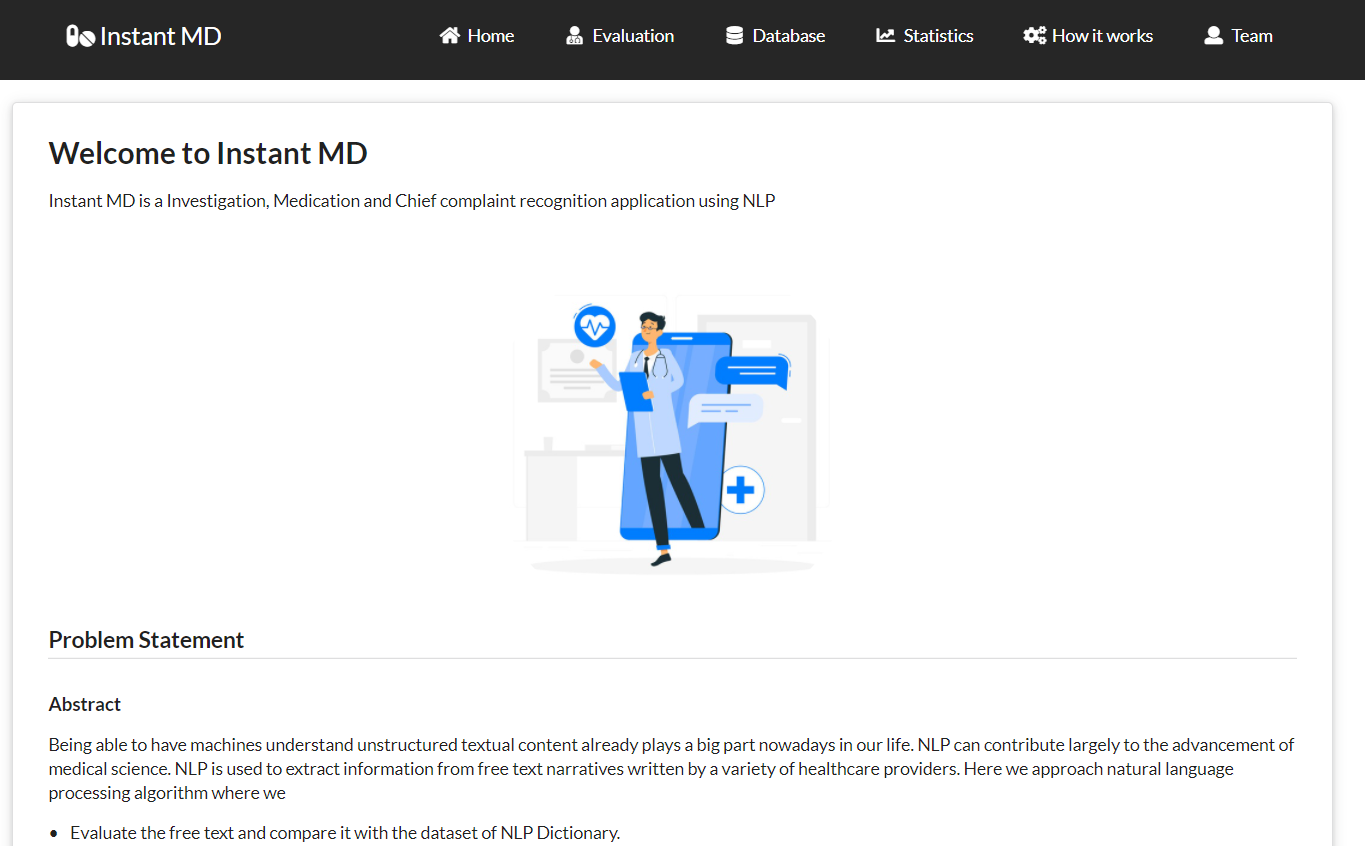 Instant MD
Home
Evaluation
Database
Statistics
How it works
Team
Welcome to Instant MD
Instant MD is a Investigation, Medication and Chief complaint recognition application using NLP
Problem Statement
Abstract
Being able to have machines understand unstructured textual content already plays a big part nowadays in our life. NLP can contribute largely to the advancement of
medical science. NLP is used to extract information from free text narratives written by a variety of healthcare providers. Here we approach natural language
processing algorithm where we
• Evaluate the free text and compare it with the dataset of NLP Dictionary.